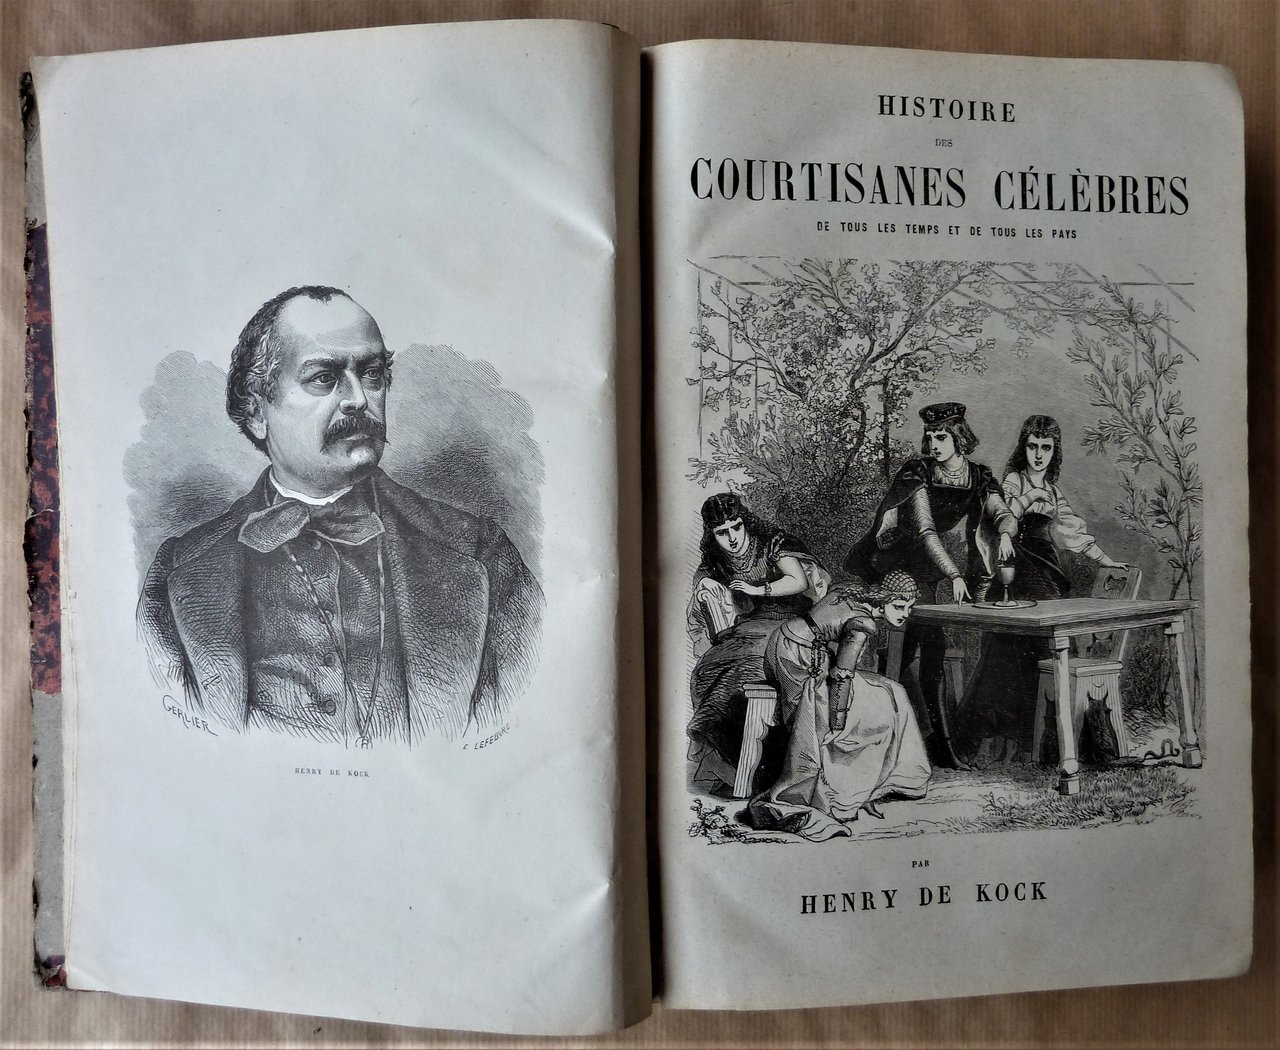 GERLIER
E LEFEBVRE
HENRY DE KOCK
HISTOIRE
DES
COURTISANES CÉLÈBRES
DE TOUS LES TEMPS ET DE TOUS LES PAYS
PAR
HENRY DE KOCK